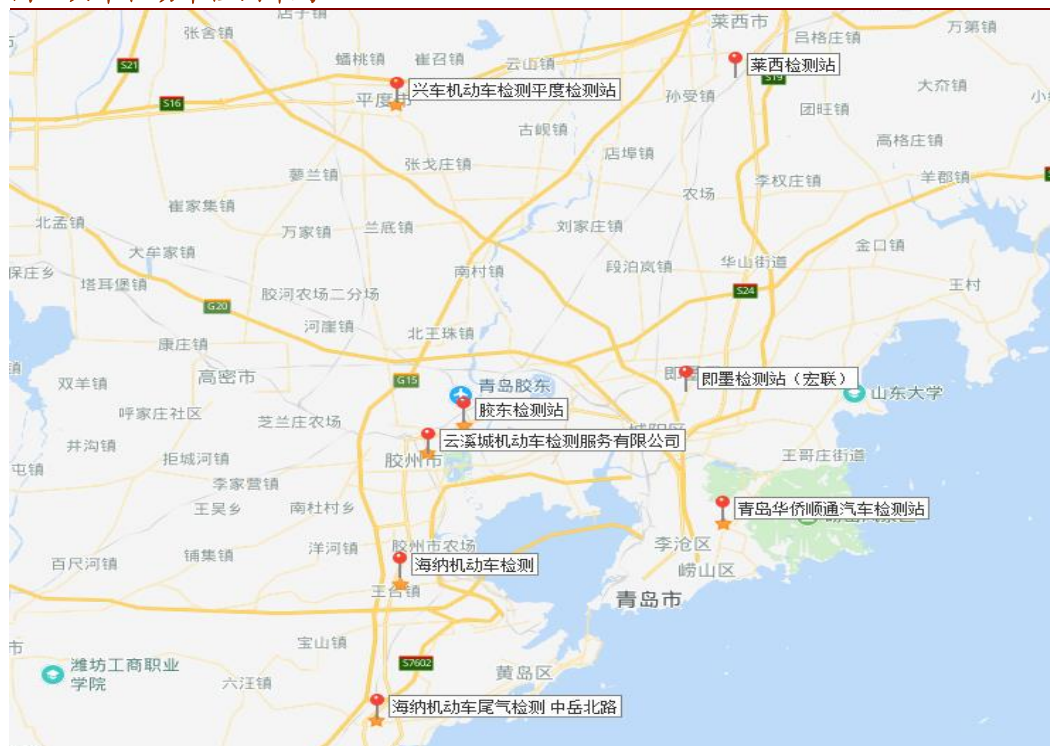 店子镇
张舍镇
莱西市
万第镇
吕格庄镇
蟠桃镇
崔召镇
云山镇
S21
莱西检测站
S19
兴车机动车检测平度检测站
大夼镇
S16
孙受镇
团旺镇
古岘镇
高格庄镇
店埠镇
张戈庄镇
蓼兰镇
李权庄镇
羊郡镇
农场
崔家集镇
北孟镇
万家镇
兰底镇
刘家庄镇
大牟家镇
金口镇
华山街道
段泊岚镇
南村镇
保庄乡
塔耳堡镇
王村
胶河农场二分场
S24
G20
河崖镇
北王珠镇
康庄镇
双羊镇
高密市
G15
青岛胶东
即墨检测站（宏联）
山东大学
胶东检测站
呼家庄社区
芝兰庄农场
云溪城机动车检测服务有限公司
井沟镇
拒城河镇
胶州市
王哥庄街道
屯镇
李家营镇
王吴乡
南杜村乡
青岛华侨顺通汽车检测站
洋河镇
胶州市农场
李沧区
铺集镇
百尺河镇
海纳机动车检测
崂山区
王台镇
青岛市
宝山镇
潍坊工商职业
学院
S7602
黄岛区
六汪镇
海纳机动车尾气检测 中岳北路